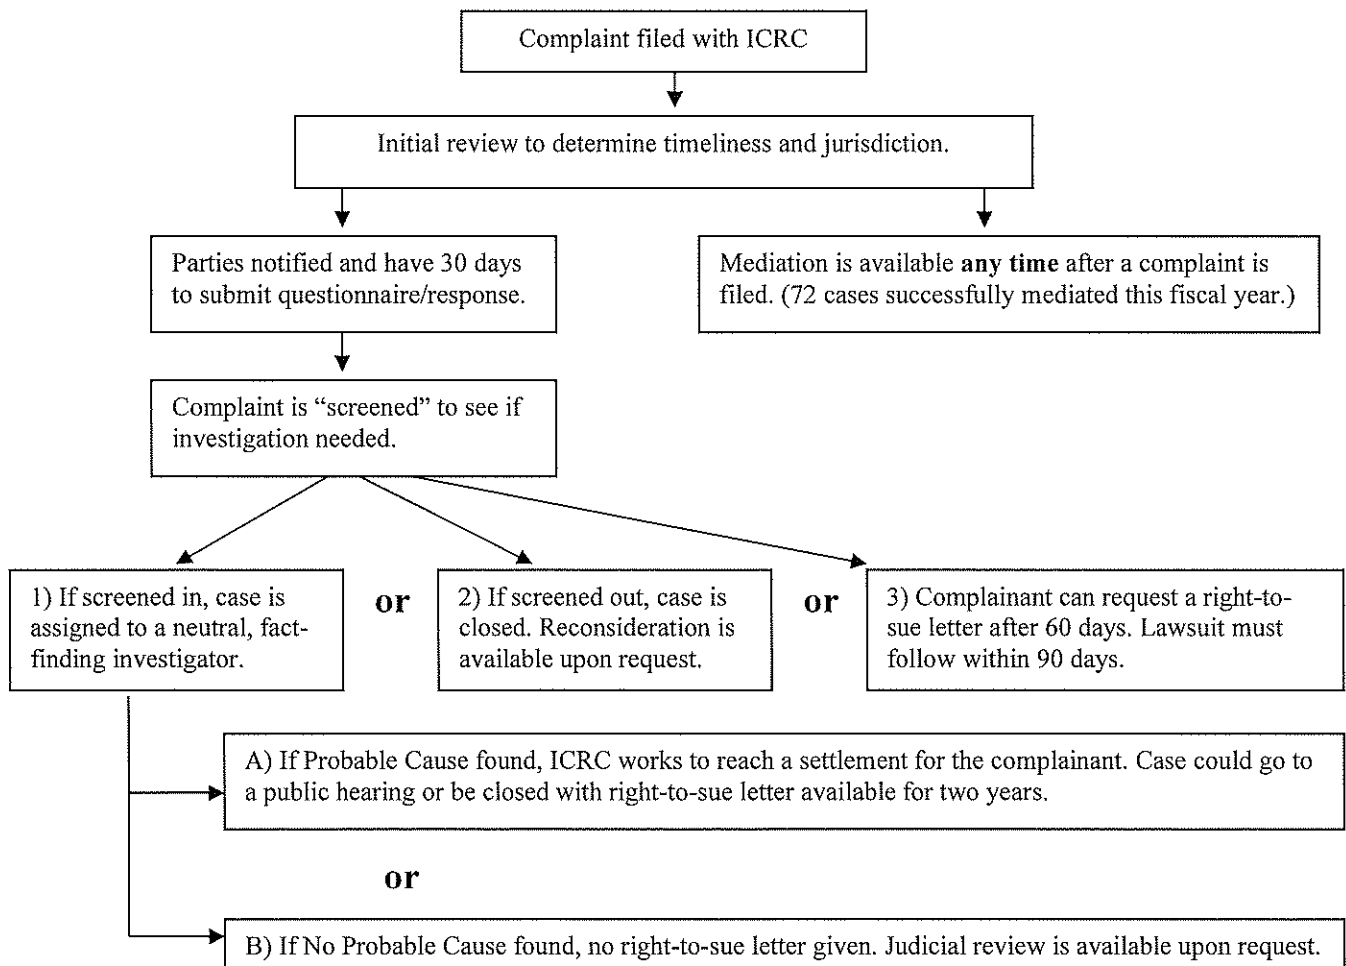 Complaint filed with ICRC
Initial review to determine timeliness and jurisdiction.
Parties notified and have 30 days
to submit questionnaire/response.
Mediation is available any time after a complaint is
filed. (72 cases successfully mediated this fiscal year.)
Complaint is “screened” to see if
investigation needed.
1) If screened in, case is
assigned to a neutral, fact-
finding investigator.
or
2) If screened out, case is
closed. Reconsideration is
available upon request.
or
3) Complainant can request a right-to-
sue letter after 60 days. Lawsuit must
follow within 90 days.
A) If Probable Cause found, ICRC works to reach a settlement for the complainant. Case could go to
a public hearing or be closed with right-to-sue letter available for two years.
or
B) If No Probable Cause found, no right-to-sue letter given. Judicial review is available upon request.